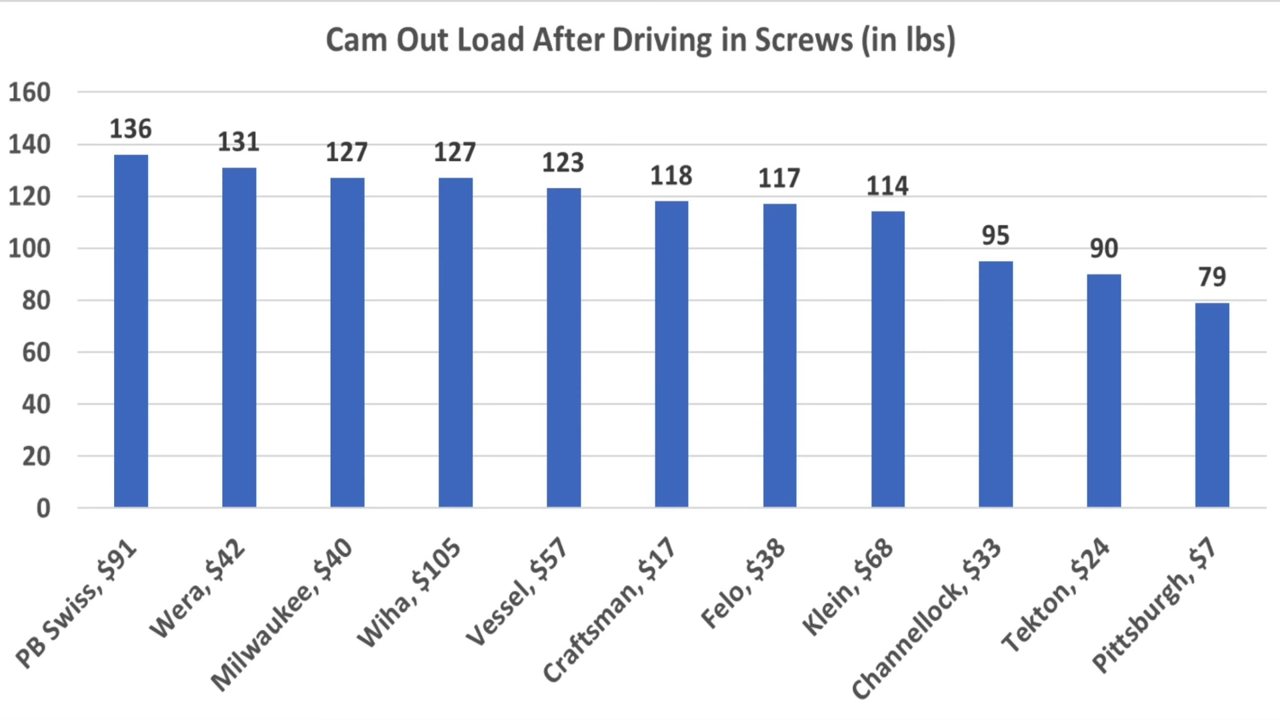 Cam Out Load After Driving in Screws (in lbs)
160
140
120
100
80
60
40
20
0
136
131
127
127
123
118
117
114
95
90
79
PB Swiss, $91
Wera, $42
Milwaukee, $40
Wiha, $105
Vessel, $57
Craftsman, $17
Felo, $38
Klein, $68
Channellock, $33
Tekton, $24
Pittsburgh, $7